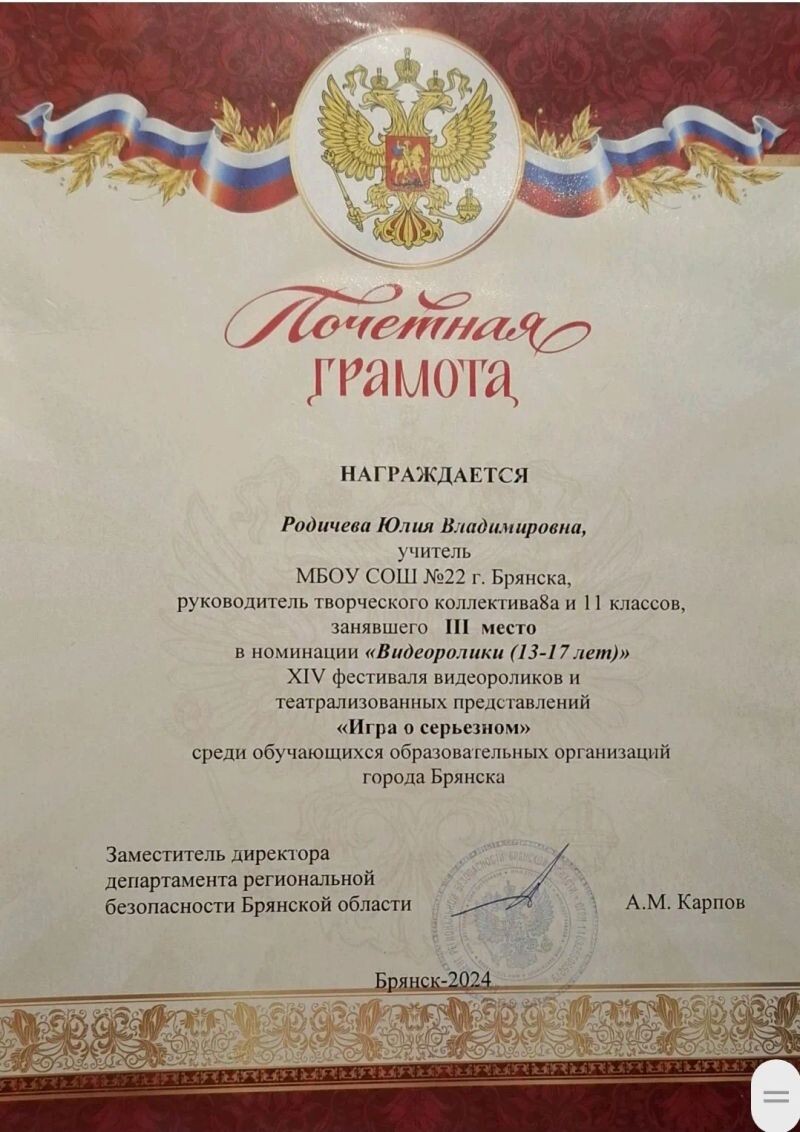 Почетная
ГРАМОТА
НАГРАЖДАЕТСЯ
Родичева Юлия Владимировна,
учитель
МБОУ СОШ №22 г. Брянска,
руководитель творческого коллектива8а и 11 классов,
занявшего III место
в номинации «Видеоролики (13-17 лет)»
XIV фестиваля видеороликов и
театрализованных представлений
«Игра о серьезном»
среди обучающихся образовательных организаций
города Брянска
Заместитель директора
департамента региональной
безопасности Брянской области
А.М. Карпов
Брянск-2024